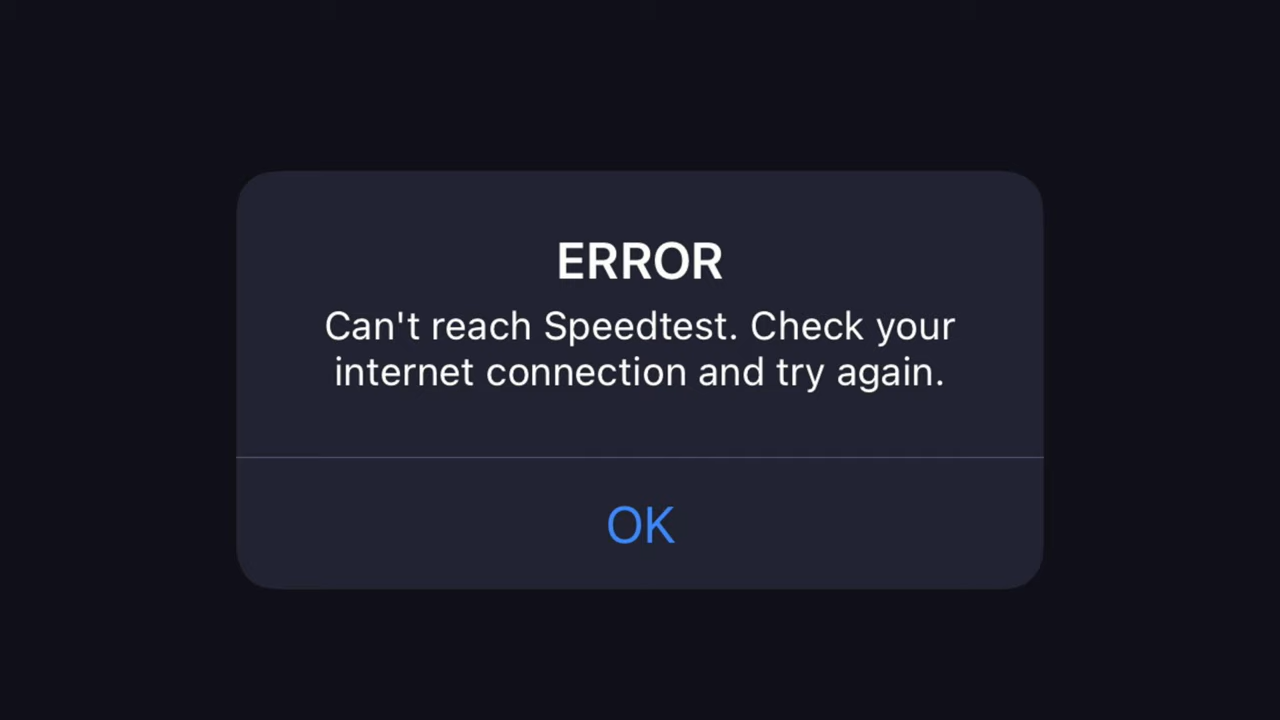 ERROR
Can't reach Speedtest. Check your
internet connection and try again.
OK